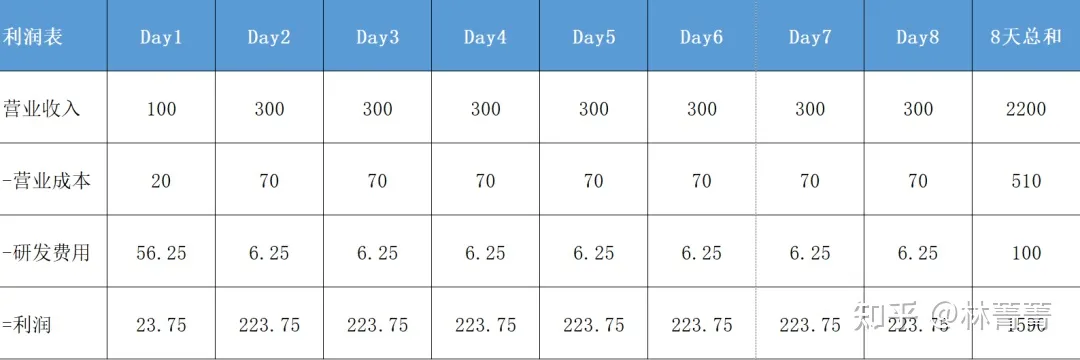 利润表 Day1 Day2 Day3 Day4 Day5 Day6 Day7 Day8 8天总和
营业收入 100 300 300 300 300 300 300 300 2200
-营业成本 20 70 70 70 70 70 70 70 510
-研发费用 56.25 6.25 6.25 6.25 6.25 6.25 6.25 6.25 100
=利润 23.75 223.75 223.75 223.75 223.75 223.75 223.75 223.75 1590
知乎 @林菁菁